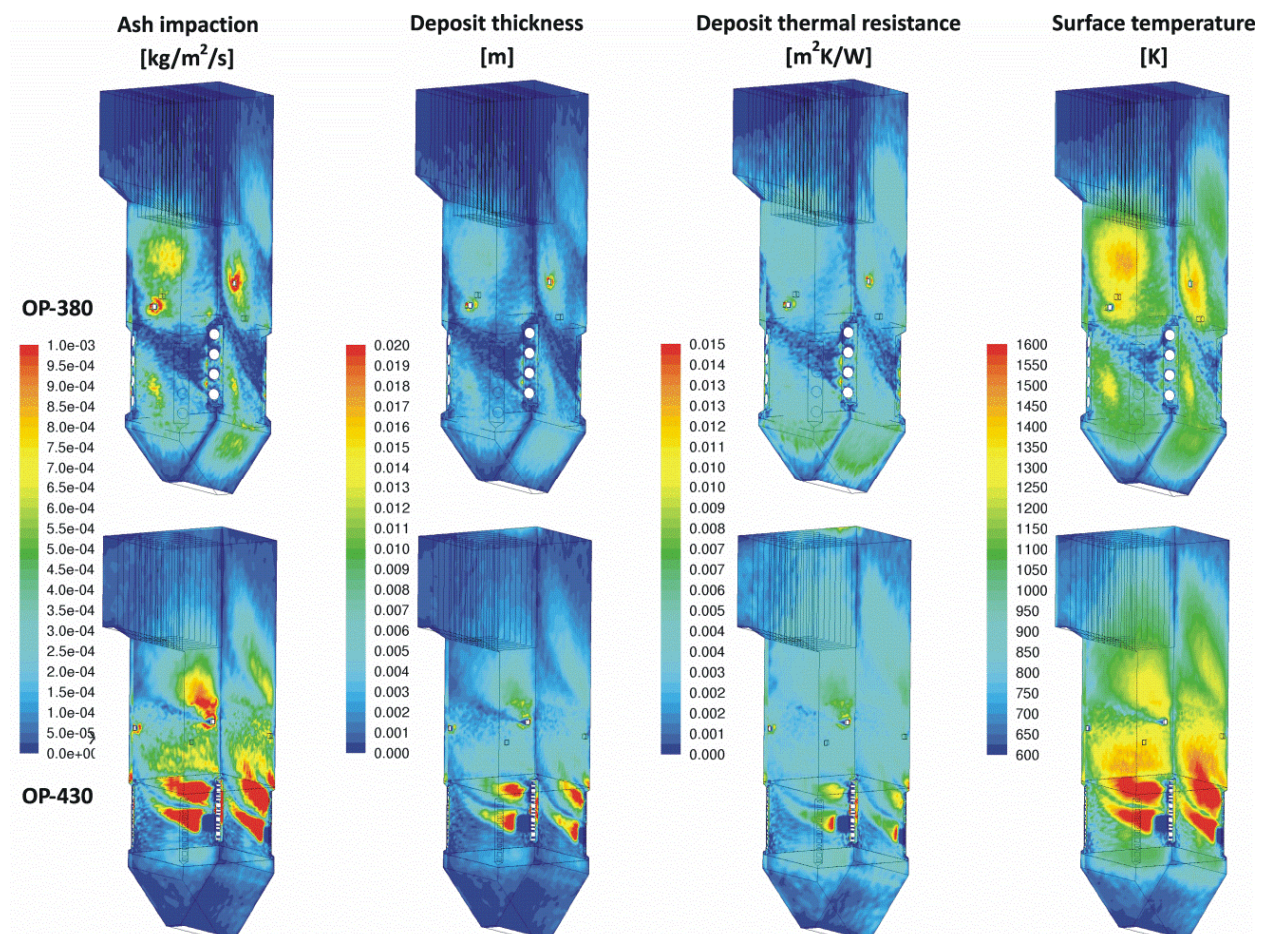 Ash impaction
[kg/m²/s]
Deposit thickness
[m]
Deposit thermal resistance
[m²K/W]
Surface temperature
[K]
OP-380
1.0e-03
9.5e-04
9.0e-04
8.5e-04
8.0e-04
7.5e-04
7.0e-04
6.5e-04
6.0e-04
5.5e-04
5.0e-04
4.5e-04
4.0e-04
3.5e-04
3.0e-04
2.5e-04
2.0e-04
1.5e-04
1.0e-04
5.0e-05
0.0e+00
0.020
0.019
0.018
0.017
0.016
0.015
0.014
0.013
0.012
0.011
0.010
0.009
0.008
0.007
0.006
0.005
0.004
0.003
0.002
0.001
0.000
0.015
0.014
0.013
0.013
0.012
0.011
0.010
0.010
0.009
0.008
0.007
0.007
0.006
0.005
0.004
0.004
0.003
0.002
0.001
0.001
0.000
1600
1550
1500
1450
1400
1350
1300
1250
1200
1150
1100
1050
1000
950
900
850
800
750
700
650
600
OP-430